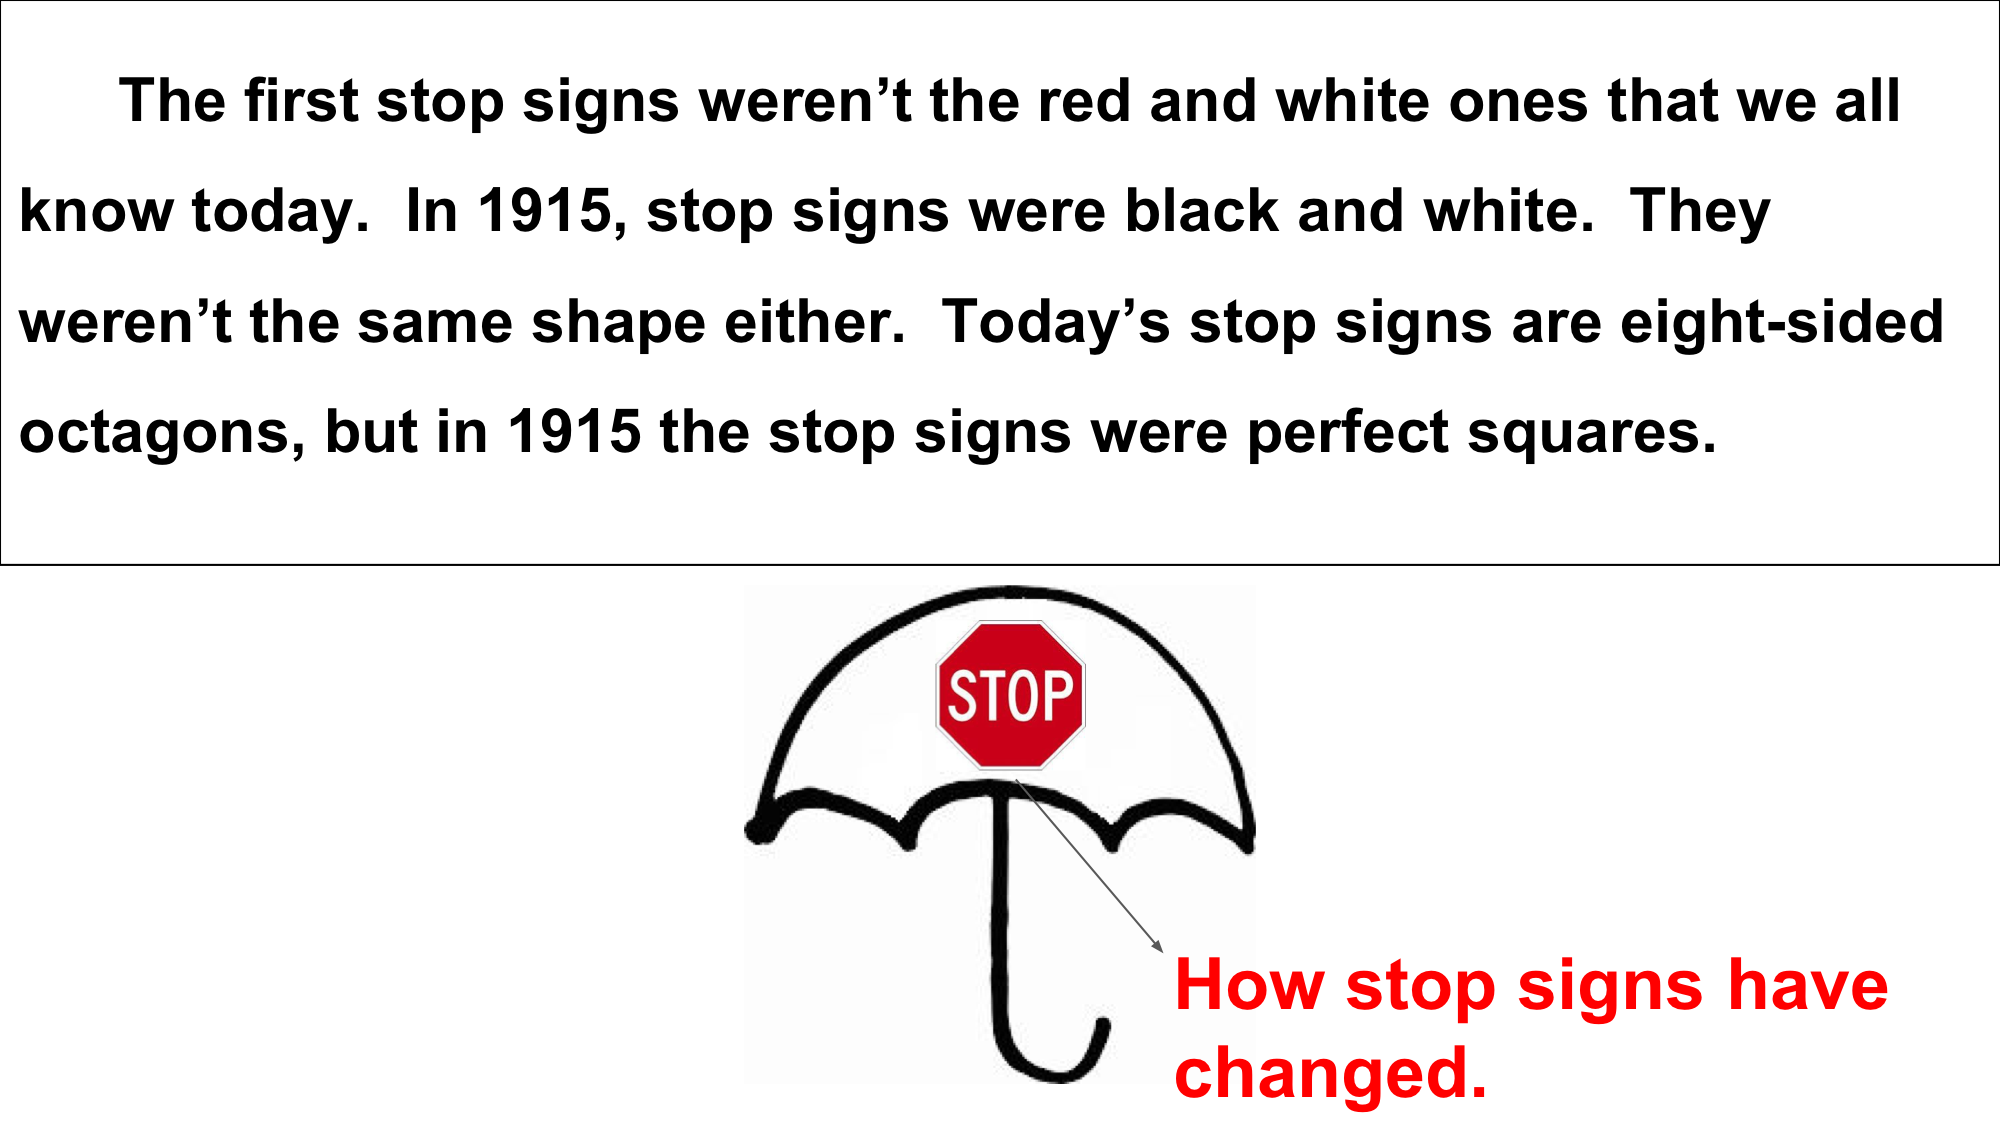 The first stop signs weren’t the red and white ones that we all
know today.  In 1915, stop signs were black and white.  They
weren’t the same shape either.  Today’s stop signs are eight-sided
octagons, but in 1915 the stop signs were perfect squares.
STOP
How stop signs have
changed.